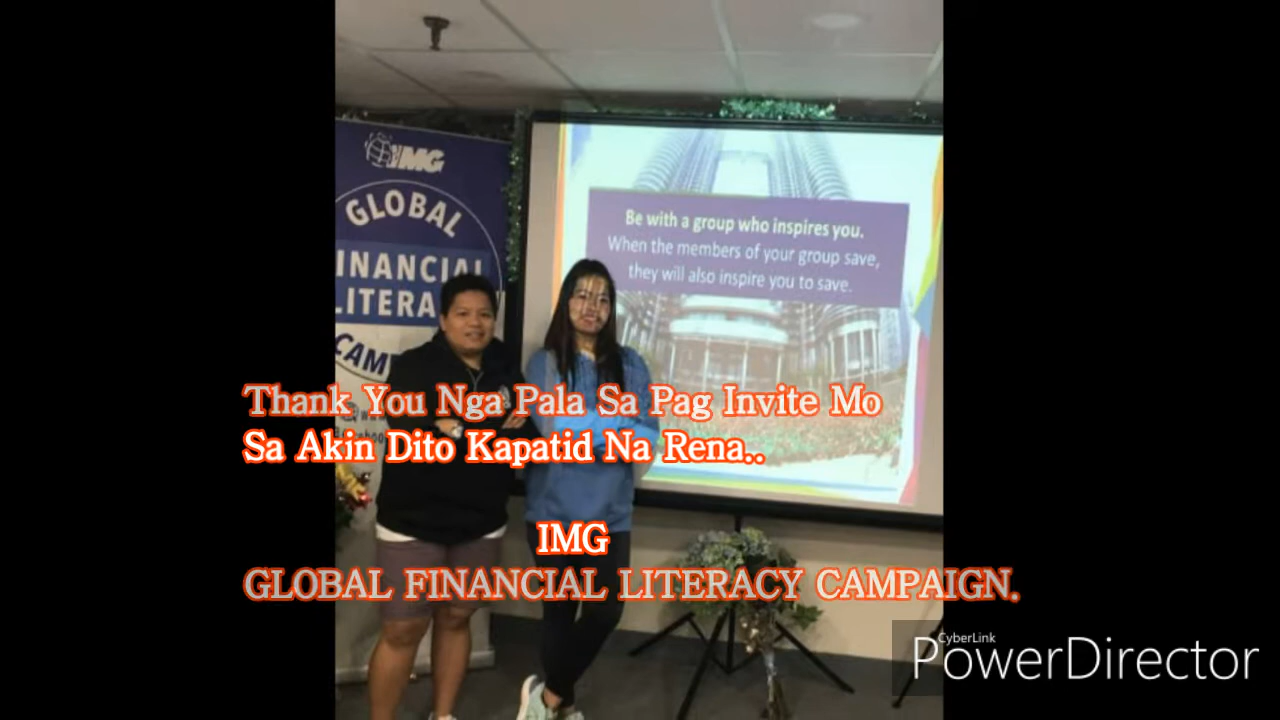 IMG
GLOBAL
FINANCIAL
LITERA
CAM
Be with a group who inspires you.
When the members of your group save,
they will also inspire you to save.
Thank You Nga Pala Sa Pag Invite Mo
Sa Akin Dito Kapatid Na Rena..
IMG
GLOBAL FINANCIAL LITERACY CAMPAIGN.
CyberLink
PowerDirector